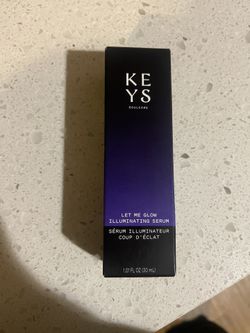 KE
YS
SOULCARE
LET ME GLOW
ILLUMINATING SERUM
SÉRUM ILLUMINATEUR
COUP D'ÉCLAT
1.01 FL OZ (30 mL)